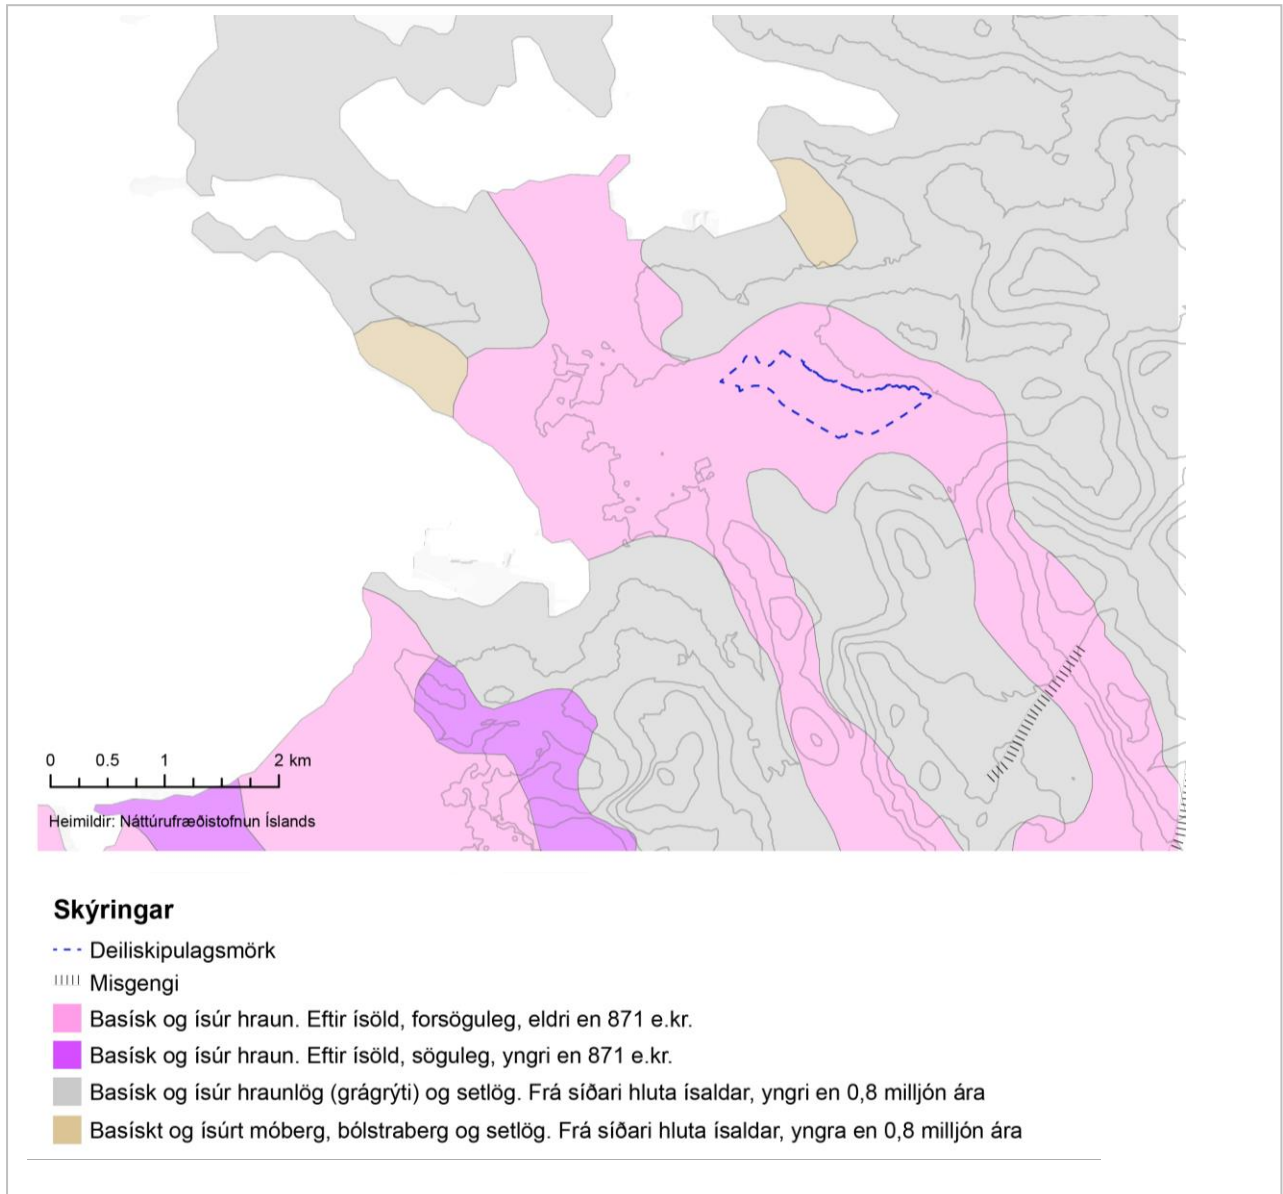 0 0.5 1 2 km
Heimildir: Náttúrufræðistofnun Íslands
Skýringar
Deiliskipulagsmörk
Misgengi
Basísk og ísúr hraun. Eftir ísöld, forsöguleg, eldri en 871 e.kr.
Basísk og ísúr hraun. Eftir ísöld, söguleg, yngri en 871 e.kr.
Basísk og ísúr hraunlög (grágrýti) og setlög. Frá síðari hluta ísaldar, yngri en 0,8 milljón ára
Basískt og ísúrt móberg, bólstraberg og setlög. Frá síðari hluta ísaldar, yngra en 0,8 milljón ára